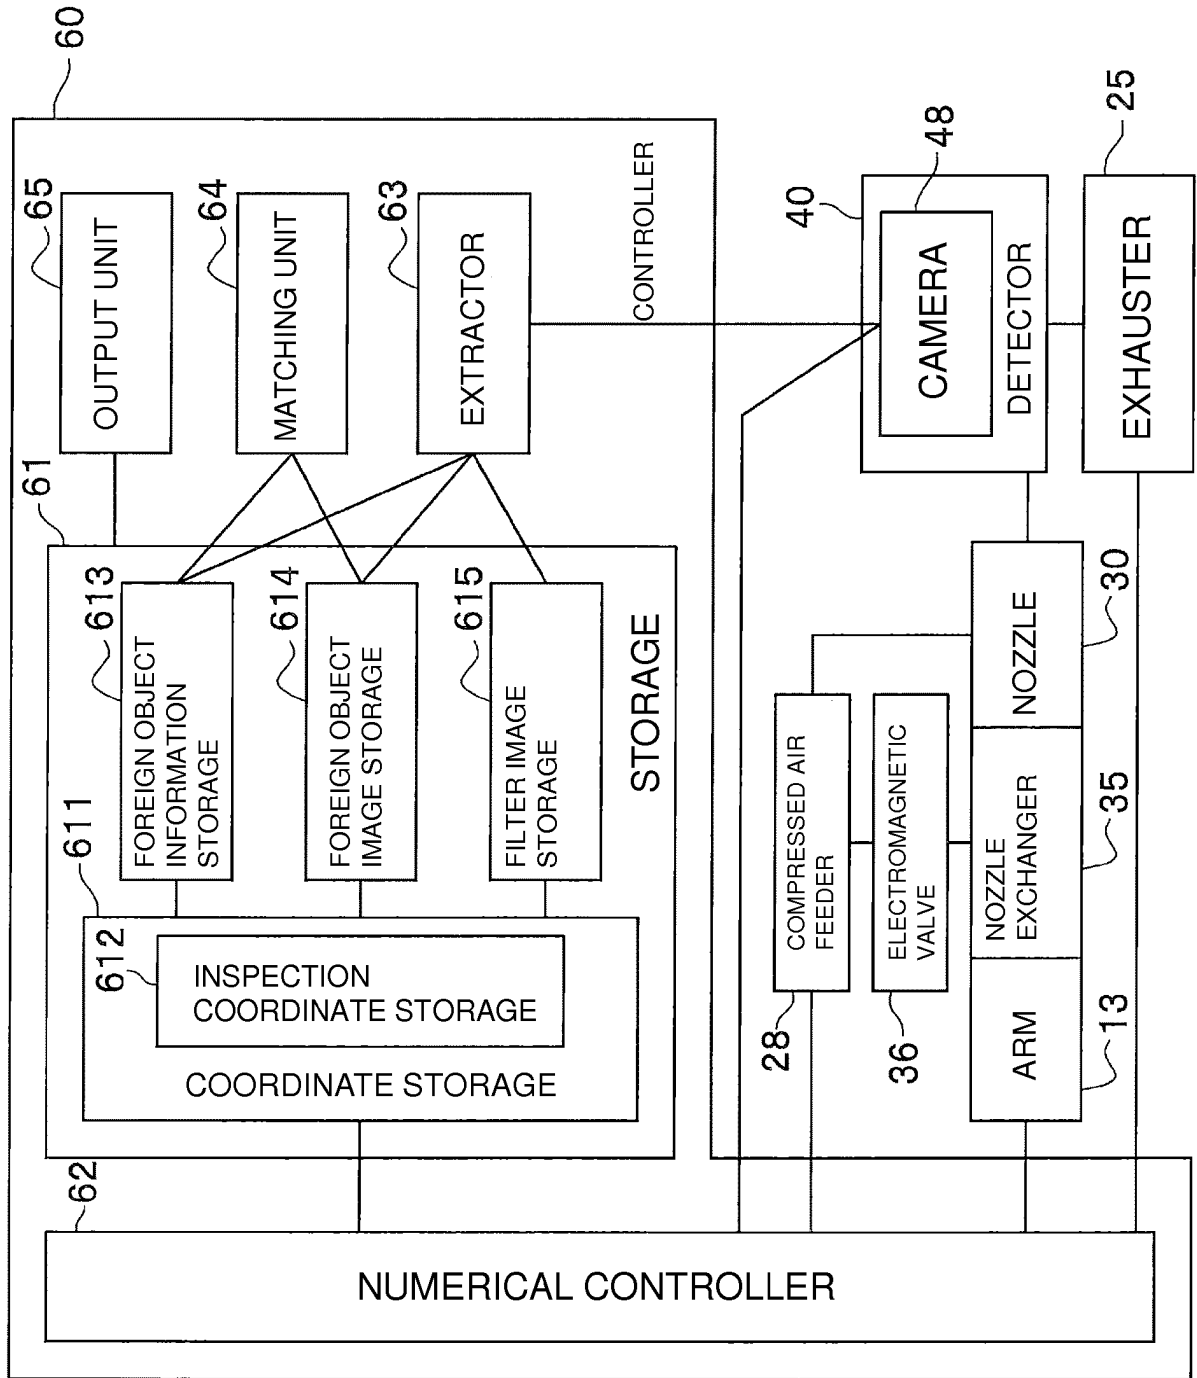 60
CONTROLLER
65
OUTPUT UNIT
64
MATCHING UNIT
63
EXTRACTOR
61
STORAGE
613
FOREIGN OBJECT
INFORMATION
STORAGE
614
FOREIGN OBJECT
IMAGE STORAGE
615
FILTER IMAGE
STORAGE
611
COORDINATE STORAGE
612
INSPECTION
COORDINATE STORAGE
62
NUMERICAL CONTROLLER
40
DETECTOR
48
CAMERA
25
EXHAUSTER
COMPRESSED AIR
FEEDER
28
ELECTROMAGNETIC
VALVE
36
NOZZLE
30
NOZZLE
EXCHANGER
35
ARM
13